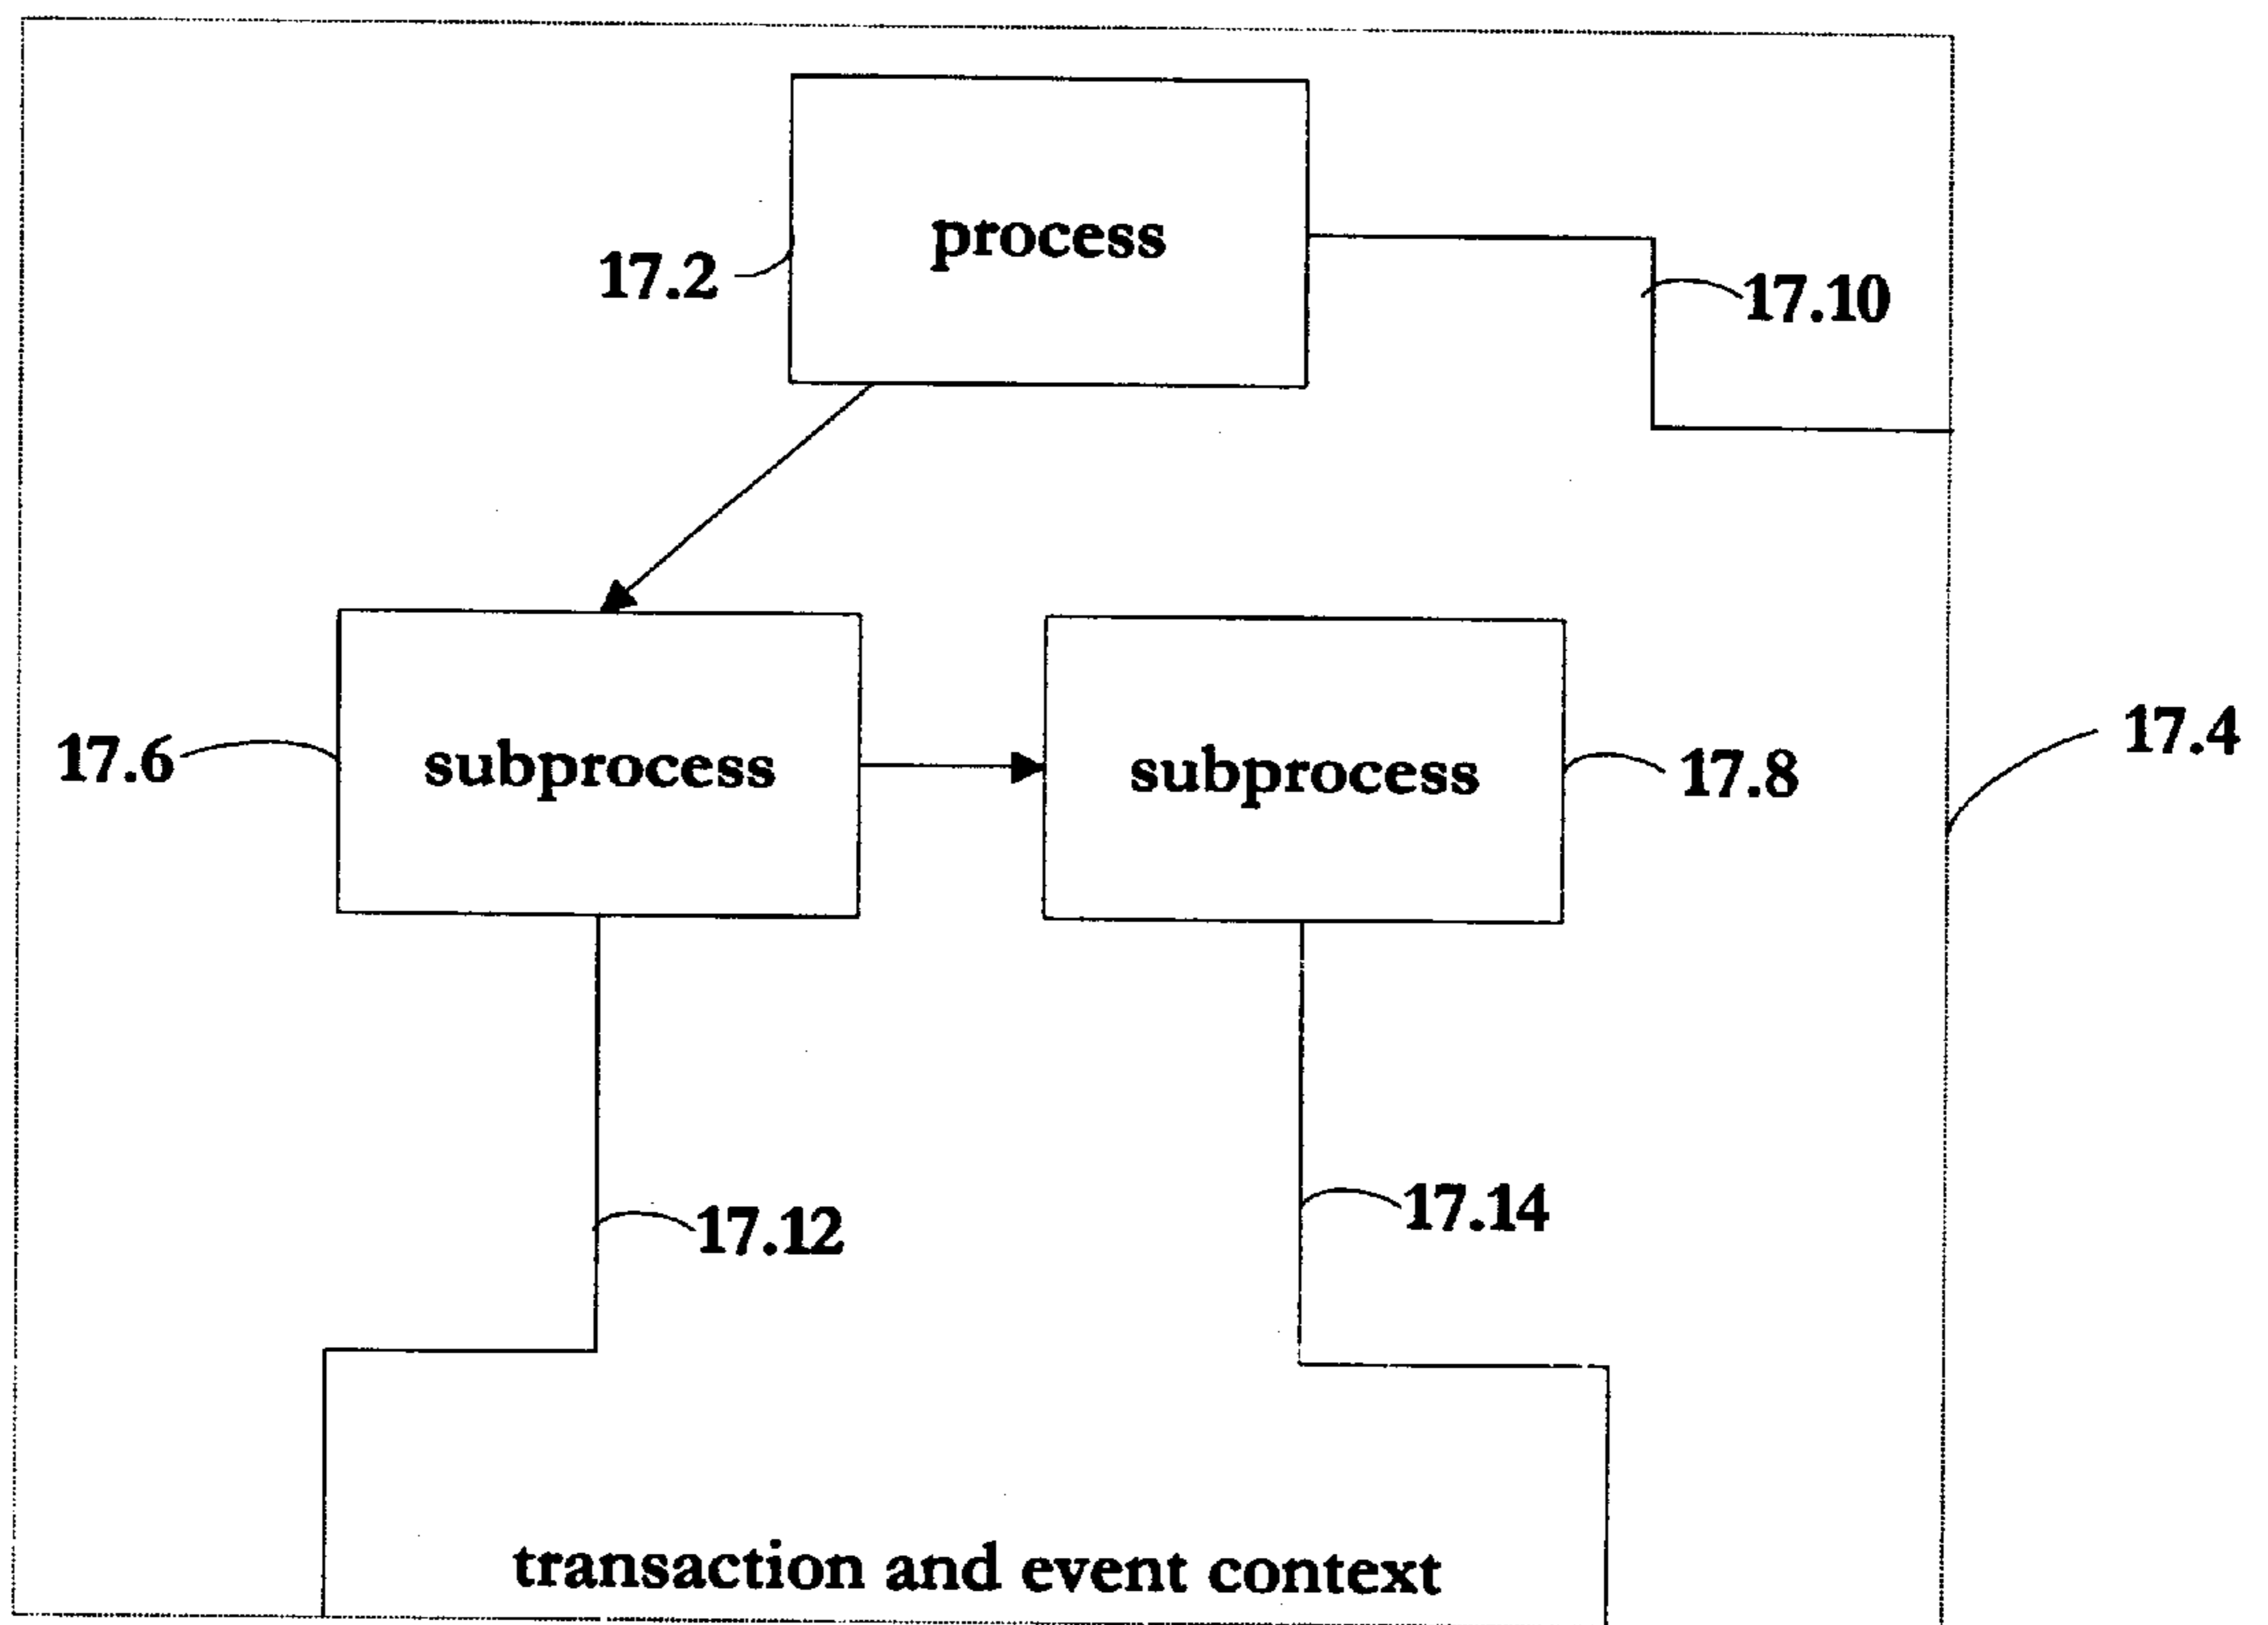 process
17.2
17.10
17.6
subprocess
subprocess
17.8
17.4
17.12
17.14
transaction and event context